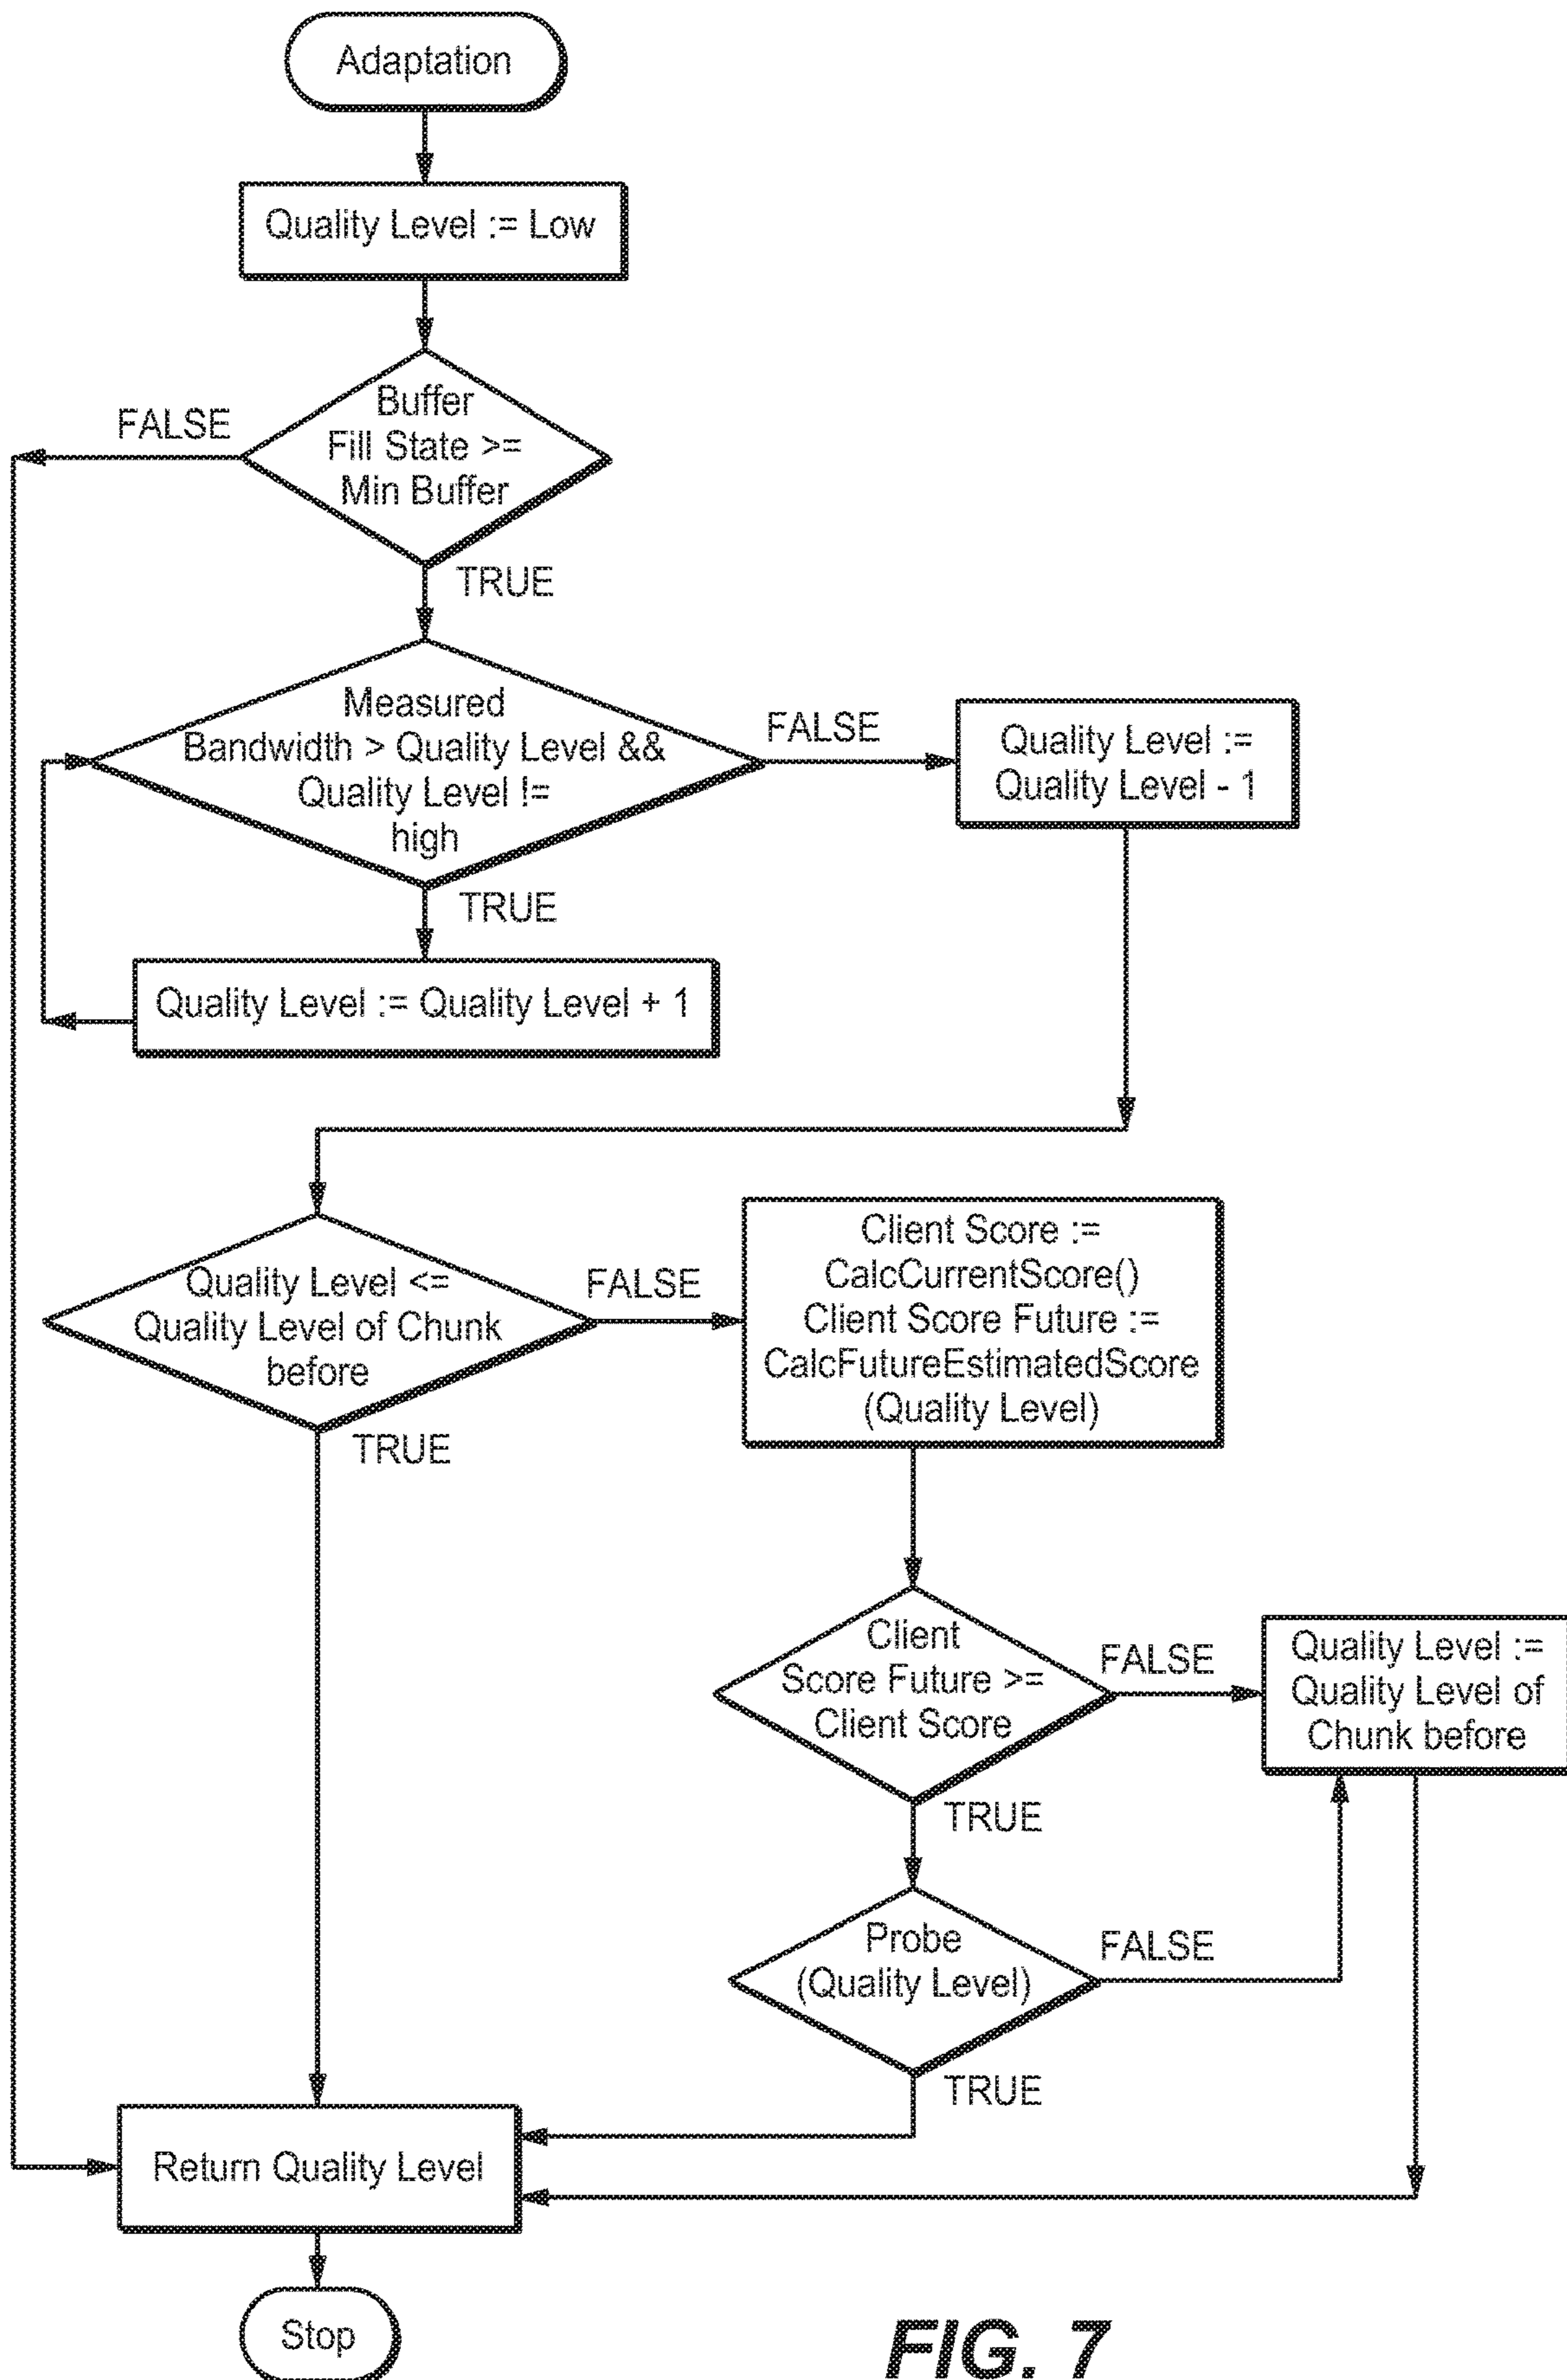 Adaptation
Quality Level := Low
Buffer
Fill State >=
Min Buffer
FALSE
TRUE
Measured
Bandwidth > Quality Level &&
Quality Level !=
high
FALSE
Quality Level :=
Quality Level - 1
TRUE
Quality Level := Quality Level + 1
Quality Level <=
Quality Level of Chunk
before
FALSE
Client Score :=
CalcCurrentScore()
Client Score Future :=
CalcFutureEstimatedScore
(Quality Level)
TRUE
Client
Score Future >=
Client Score
FALSE
Quality Level :=
Quality Level of
Chunk before
TRUE
Probe
(Quality Level)
FALSE
TRUE
Return Quality Level
Stop
FIG. 7